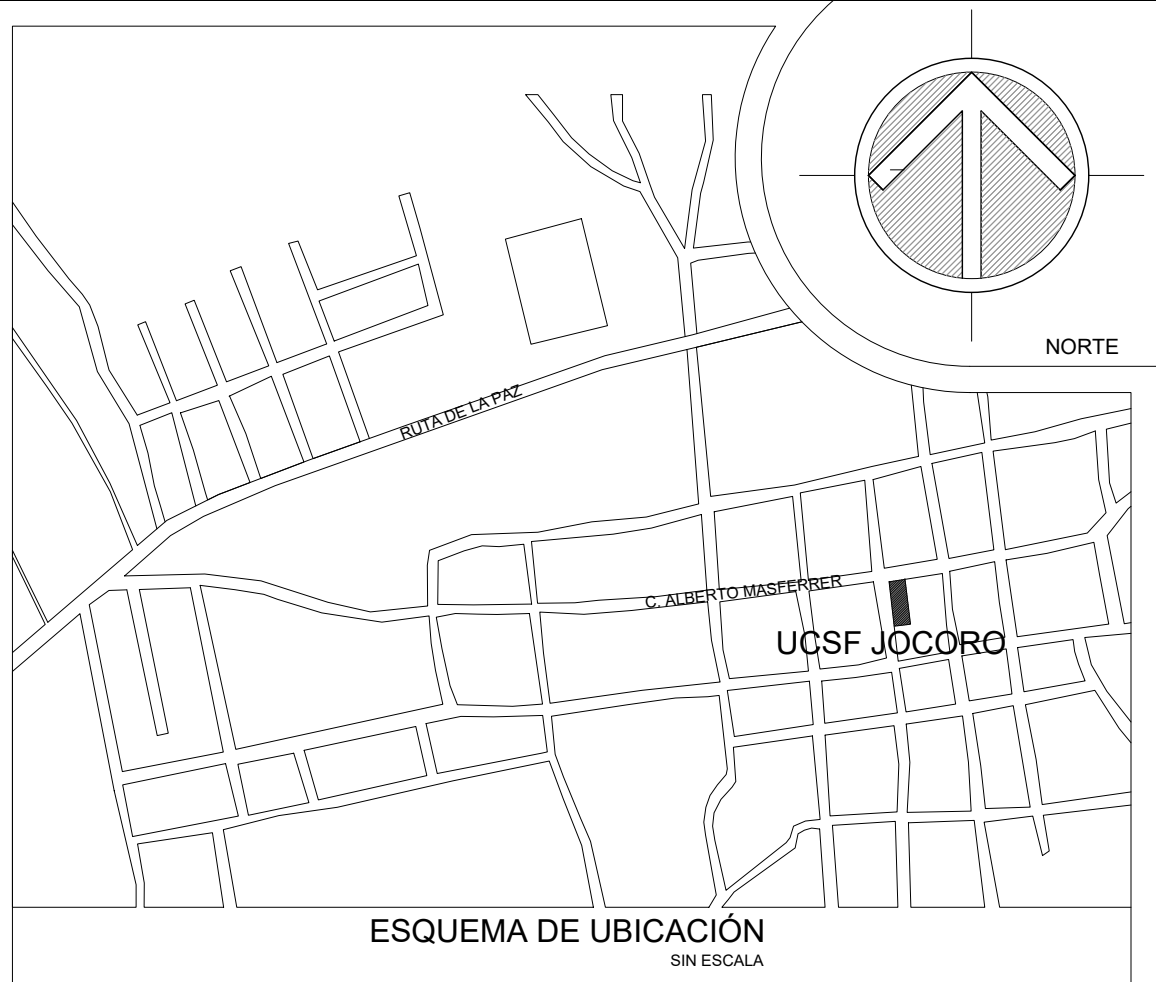 NORTE
RUTA DE LA PAZ
C. ALBERTO MASFERRER
UCSF JOCORO
ESQUEMA DE UBICACIÓN
SIN ESCALA